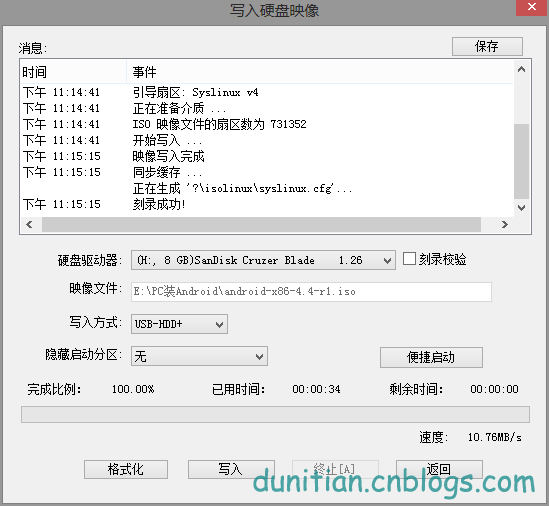 写入硬盘映像
消息:
保存
时间 事件
下午 11:14:41 引导扇区: Syslinux v4
下午 11:14:41 正在准备介质 ...
下午 11:14:41 ISO 映像文件的扇区数为 731352
下午 11:14:41 开始写入 ...
下午 11:15:15 映像写入完成
下午 11:15:15 同步缓存 ...
正在生成 '?\isolinux\syslinux.cfg'...
下午 11:15:15 刻录成功!
硬盘驱动器: (H:, 8 GB)SanDisk Cruzer Blade 1.26 刻录校验
映像文件: E:\PC装Android\android-x86-4.4-r1.iso
写入方式: USB-HDD+
隐藏启动分区: 无 便捷启动
完成比例: 100.00% 已用时间: 00:00:34 剩余时间: 00:00:00
速度: 10.76MB/s
格式化 写入 终止[A] 返回
dunitian.cnblogs.com